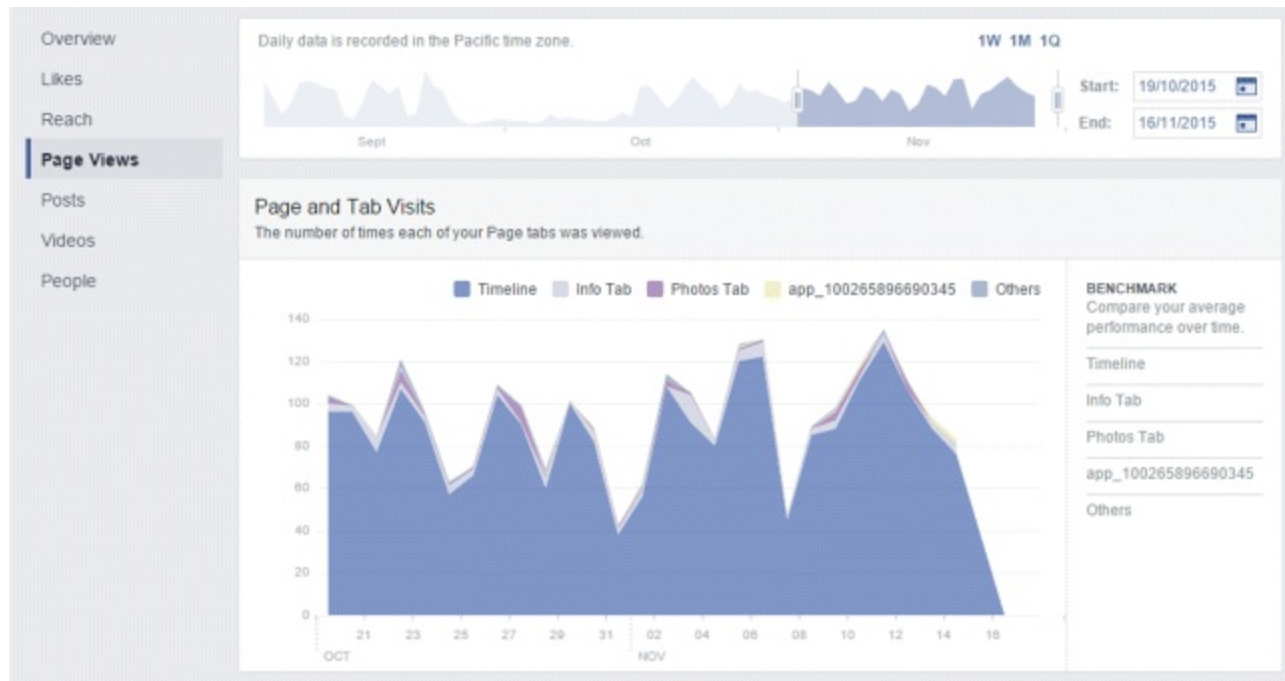 Overview
Likes
Reach
Page Views
Posts
Videos
People
Daily data is recorded in the Pacific time zone.
1W 1M 1Q
Start: 19/10/2015
End: 16/11/2015
Sept Oct Nov
Page and Tab Visits
The number of times each of your Page tabs was viewed.
Timeline Info Tab Photos Tab app_100265896690345 Others
140
120
100
80
60
40
20
0
21 23 25 27 29 31 02 04 06 08 10 12 14 16
OCT NOV
BENCHMARK
Compare your average
performance over time.
Timeline
Info Tab
Photos Tab
app_100265896690345
Others